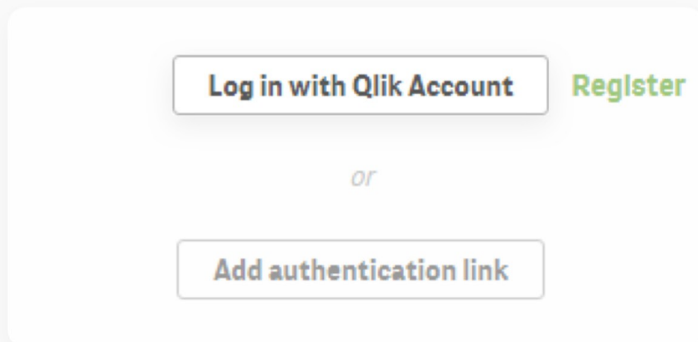 Log in with Qlik Account Register
or
Add authentication link